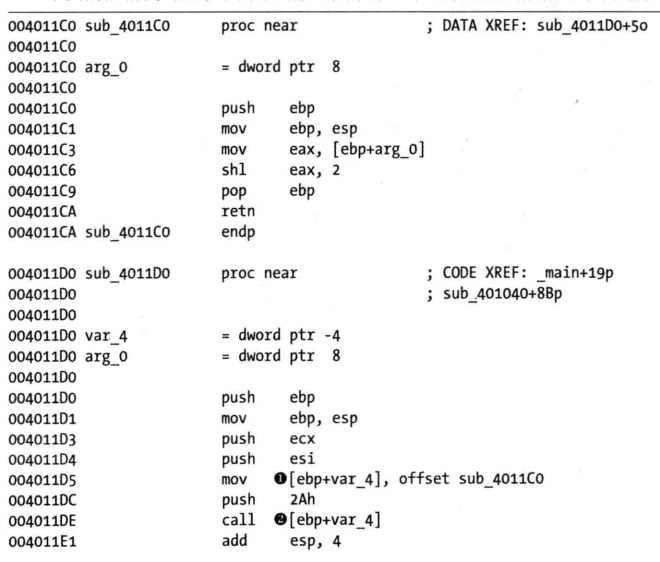 004011C0 sub_4011C0 proc near ; DATA XREF: sub_4011D0+5o
004011C0
004011C0 arg_0 = dword ptr 8
004011C0
004011C0 push ebp
004011C1 mov ebp, esp
004011C3 mov eax, [ebp+arg_0]
004011C6 shl eax, 2
004011C9 pop ebp
004011CA retn
004011CA sub_4011C0 endp
004011D0 sub_4011D0 proc near ; CODE XREF: _main+19p
004011D0 ; sub_401040+8Bp
004011D0
004011D0 var_4 = dword ptr -4
004011D0 arg_0 = dword ptr 8
004011D0
004011D0 push ebp
004011D1 mov ebp, esp
004011D3 push ecx
004011D4 push esi
004011D5 mov ❶[ebp+var_4], offset sub_4011C0
004011DC push 2Ah
004011DE call ❷[ebp+var_4]
004011E1 add esp, 4